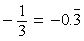 − 1/3 = −0.3̅